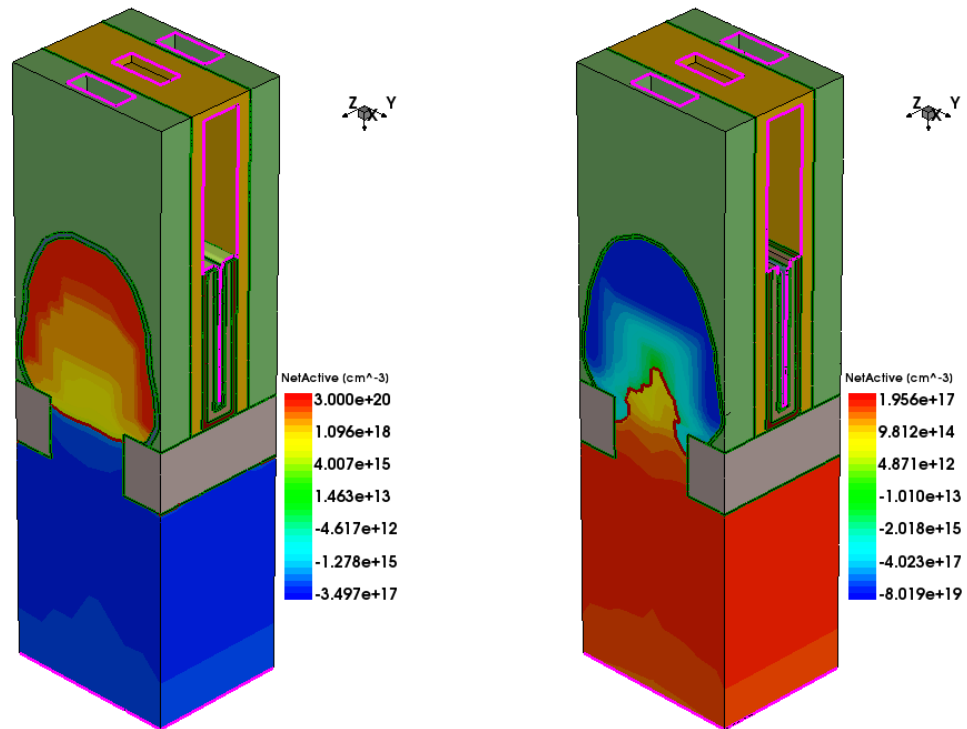 Z Y
X
Z Y
X
NetActive (cm^-3)
3.000e+20
1.096e+18
4.007e+15
1.463e+13
-4.617e+12
-1.278e+15
-3.497e+17
NetActive (cm^-3)
1.956e+17
9.812e+14
4.871e+12
-1.010e+13
-2.018e+15
-4.023e+17
-8.019e+19